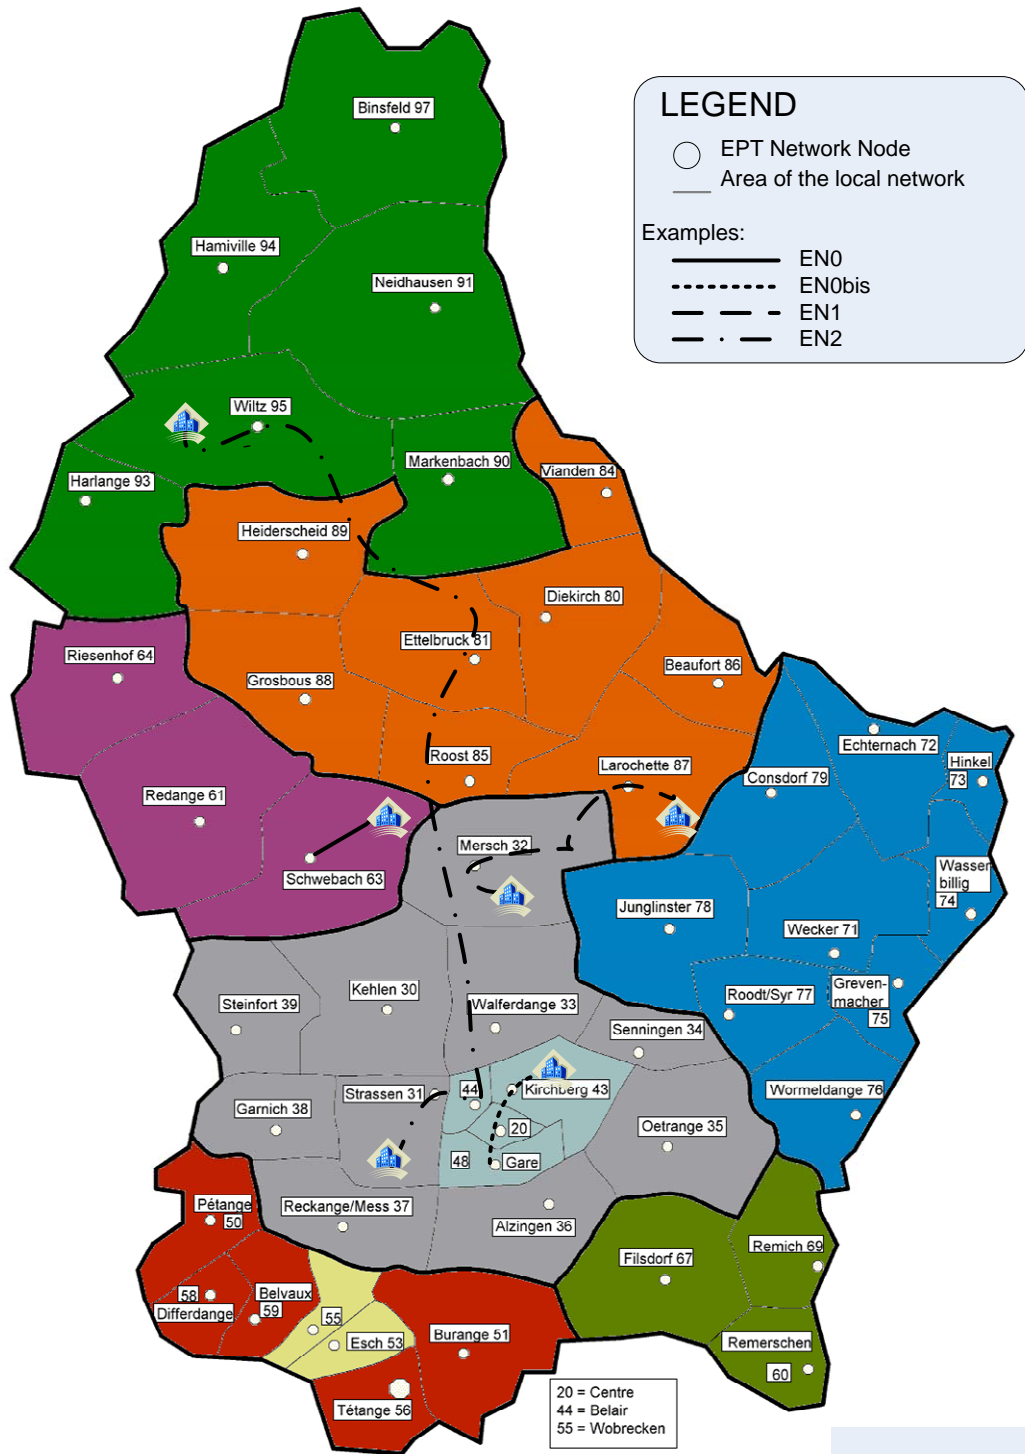 Binsfeld 97
LEGEND
EPT Network Node
Area of the local network
Examples:
EN0
EN0bis
EN1
EN2
Hamiville 94
Neidhausen 91
Wiltz 95
Markenbach 90
Vianden 84
Harlange 93
Heiderscheid 89
Diekirch 80
Ettelbruck 81
Riesenhof 64
Grosbous 88
Beaufort 86
Echternach 72
Roost 85
Larochette 87
Consdorf 79
Hinkel
73
Redange 61
Mersch 32
Schwebach 63
Wasser
billig
74
Junglinster 78
Wecker 71
Steinfort 39
Kehlen 30
Walferdange 33
Roodt/Syr 77
Greven-
macher
75
Senningen 34
Strassen 31
44
Kirchberg 43
Wormeldange 76
Garnich 38
20
Oetrange 35
48
Gare
Pétange
50
Reckange/Mess 37
Alzingen 36
Remich 69
Filsdorf 67
58
Differdange
Belvaux
59
55
Esch 53
Burange 51
Remerschen
60
Tétange 56
20 = Centre
44 = Belair
55 = Wobrecken